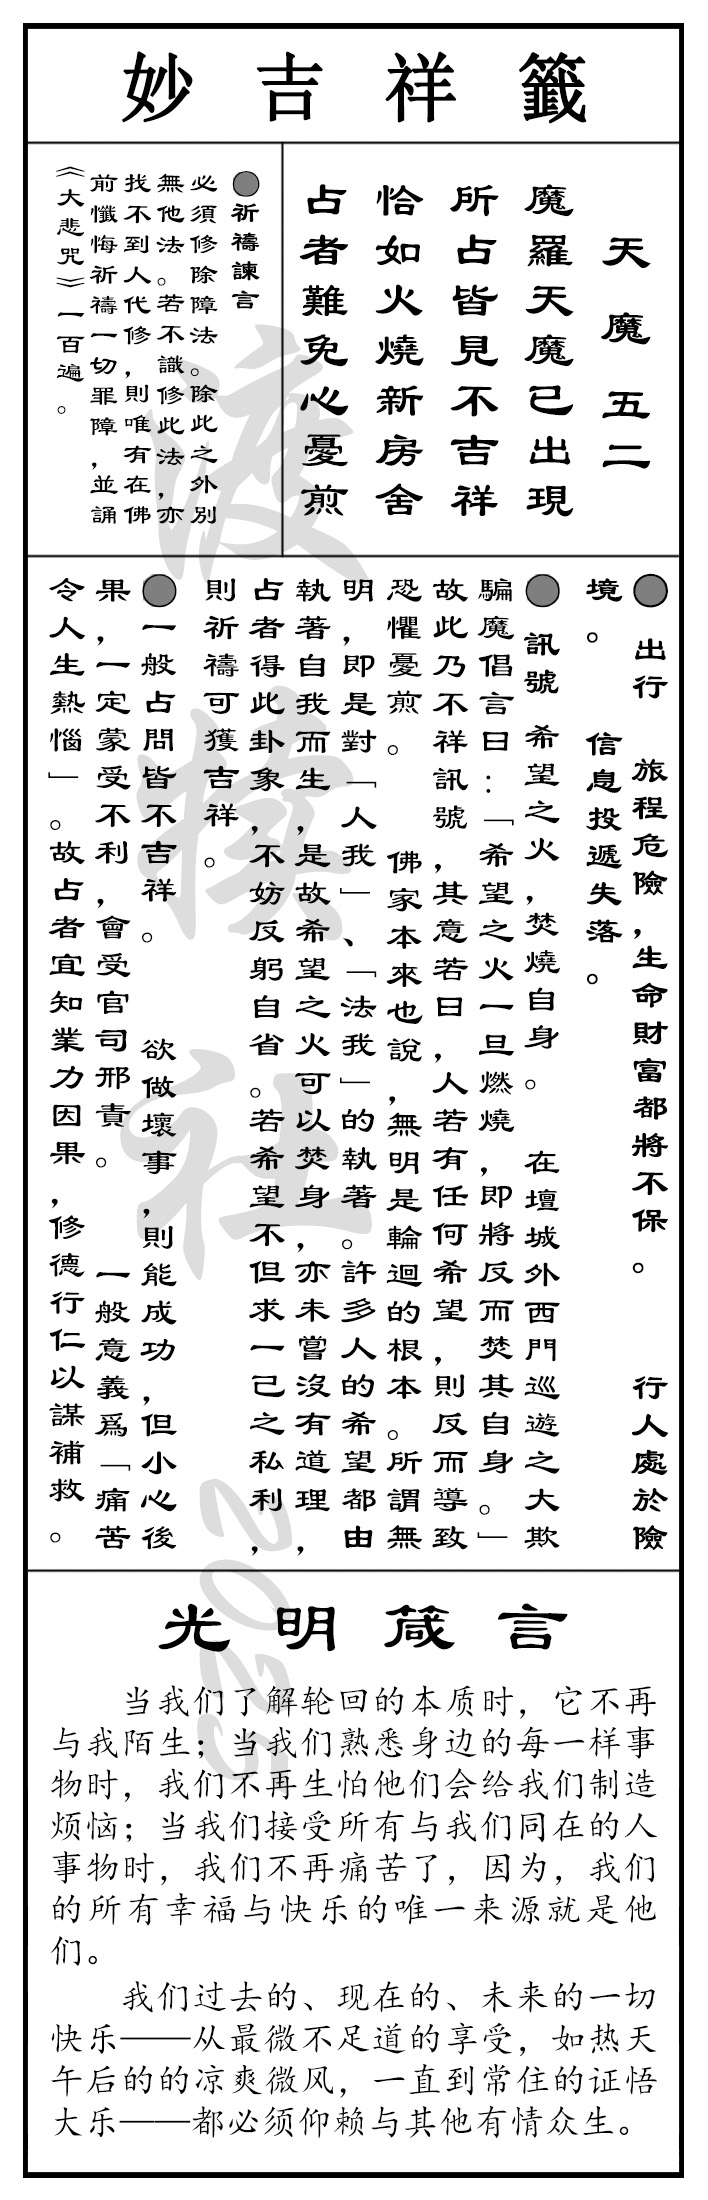 妙吉祥籤
天魔 五二
魔羅天魔已出現
所占皆見不吉祥
恰如火燒新房舍
占者難免心憂煎
●祈禱諫言
必須修除障法。除此之外別
無他法。若不識修此法,亦
找不到人代修,則唯有在佛
前懺悔祈禱一切罪障,並誦
《大悲咒》一百遍。
● 出行 旅程危險,生命財富都將不保。 行人處於險
境。 信息投遞失落。
● 訊號 希望之火,焚燒自身。 在壇城外西門巡遊之大欺
騙魔倡言曰:「希望之火一旦燃燒,即將反而焚其自身。」
故此乃不祥訊號,其意若曰,人若有任何希望,則反而導致
恐懼憂煎。 佛家本來也說,無明是輪迴的根本。所謂無
明,即是對「人我」、「法我」的執著。許多人的希望都由
執著自我而生,是故希望之火可以焚身,亦未嘗沒有道理,
占者得此卦象,不妨反躬自省。若希望不但求一己之私利,
則祈禱可獲吉祥。
●一般占問皆不吉祥。 欲做壞事,則能成功,但小心後
果,一定蒙受不利,會受官司邪責。 一般意義爲「痛苦
令人生熱惱」。故占者宜知業力因果,修德行仁以謀補救。
光明箴言
当我们了解轮回的本质时，它不再
与我陌生；当我们熟悉身边的每一样事
物时，我们不再生怕他们会给我们制造
烦恼；当我们接受所有与我们同在的人
事物时，我们不再痛苦了，因为，我们
的所有幸福与快乐的唯一来源就是他
们。
我们过去的、现在的、未来的一切
快乐——从最微不足道的享受，如热天
午后的的凉爽微风，一直到常住的证悟
大乐——都必须仰赖与其他有情众生。
渡犊社 2025